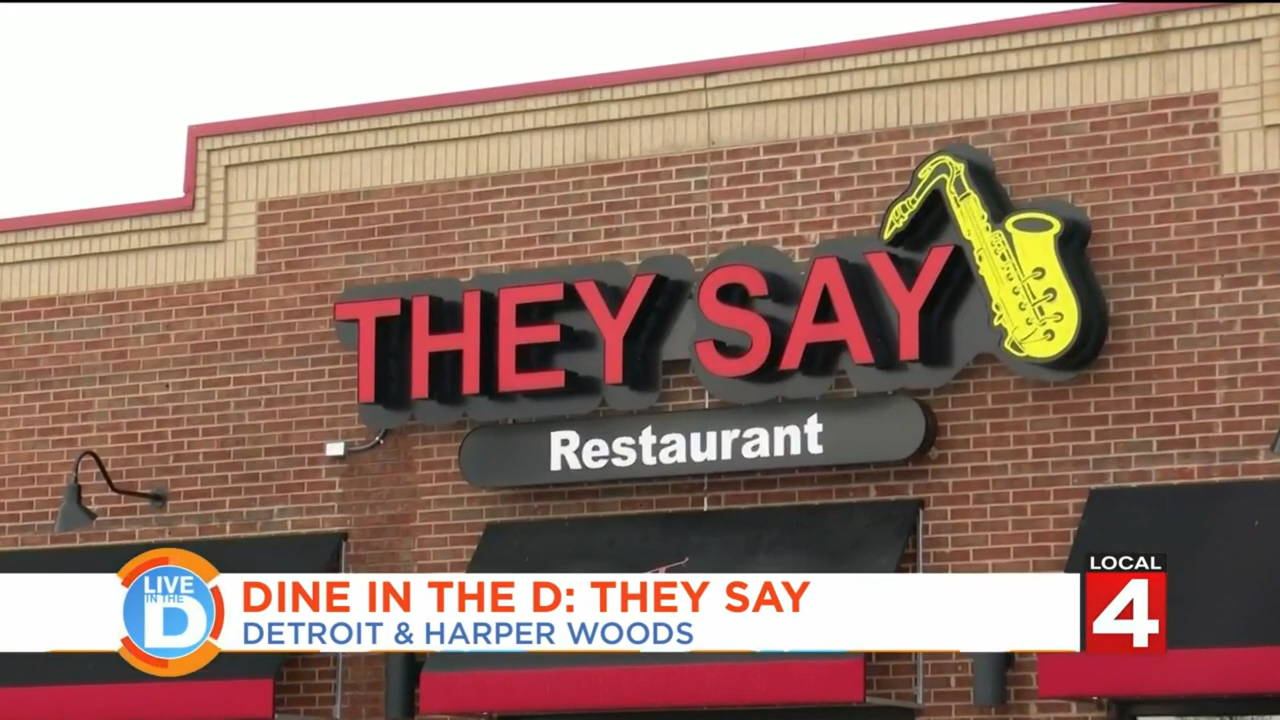 THEY SAY
Restaurant
LIVE
IN THE
D
DINE IN THE D: THEY SAY
DETROIT & HARPER WOODS
LOCAL
4